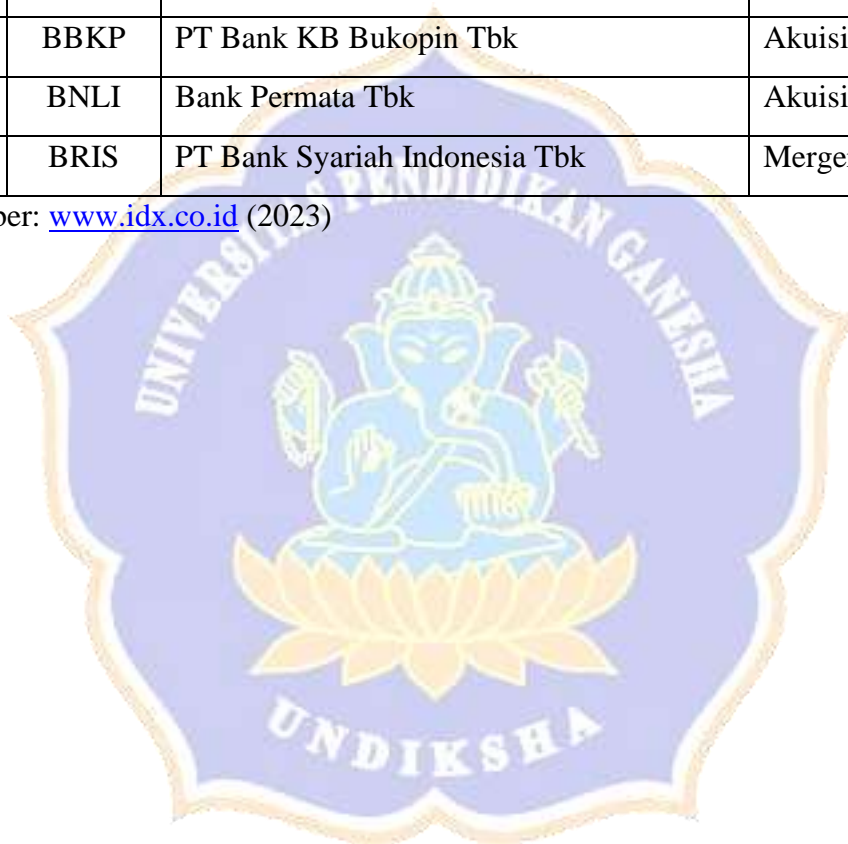 BBKP PT Bank KB Bukopin Tbk Akuisi
BNLI Bank Permata Tbk Akuisi
BRIS PT Bank Syariah Indonesia Tbk Merger
ber: www.idx.co.id (2023)
UNIVERSITAS PENDIDIKAN GANESHA
UNDIKSHA